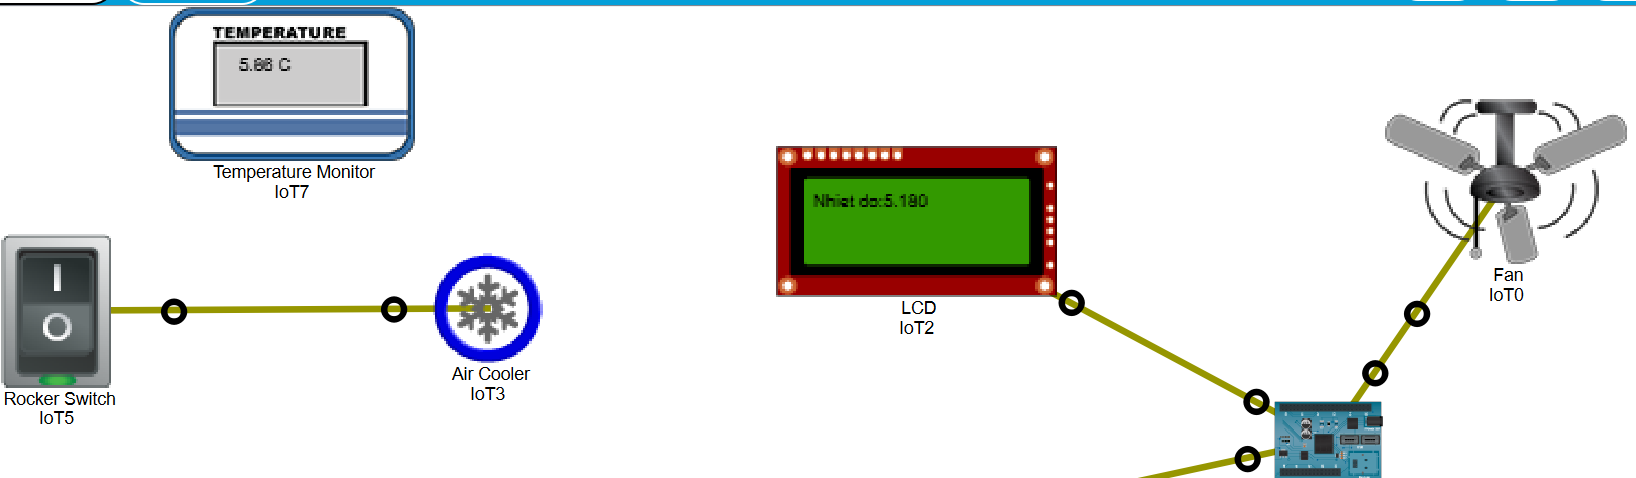 TEMPERATURE
5.86 C
Temperature Monitor
IoT7
Nhiet do:5.180
LCD
IoT2
Fan
IoT0
Air Cooler
IoT3
Rocker Switch
IoT5